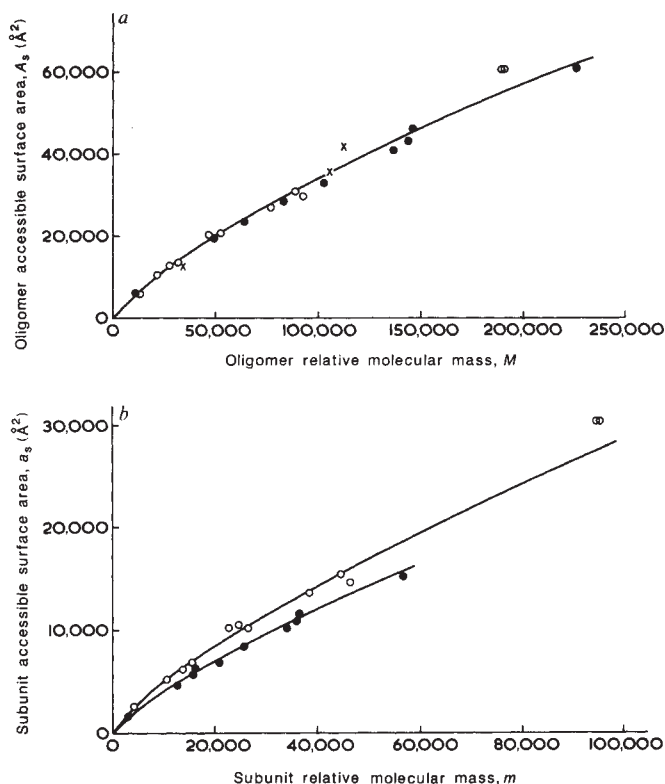 a
Oligomer accessible surface area, Aₛ (Å²)
60,000
40,000
20,000
0
0 50,000 100,000 150,000 200,000 250,000
Oligomer relative molecular mass, M
b
Subunit accessible surface area, aₛ (Å²)
30,000
20,000
10,000
0
0 20,000 40,000 60,000 80,000 100,000
Subunit relative molecular mass, m